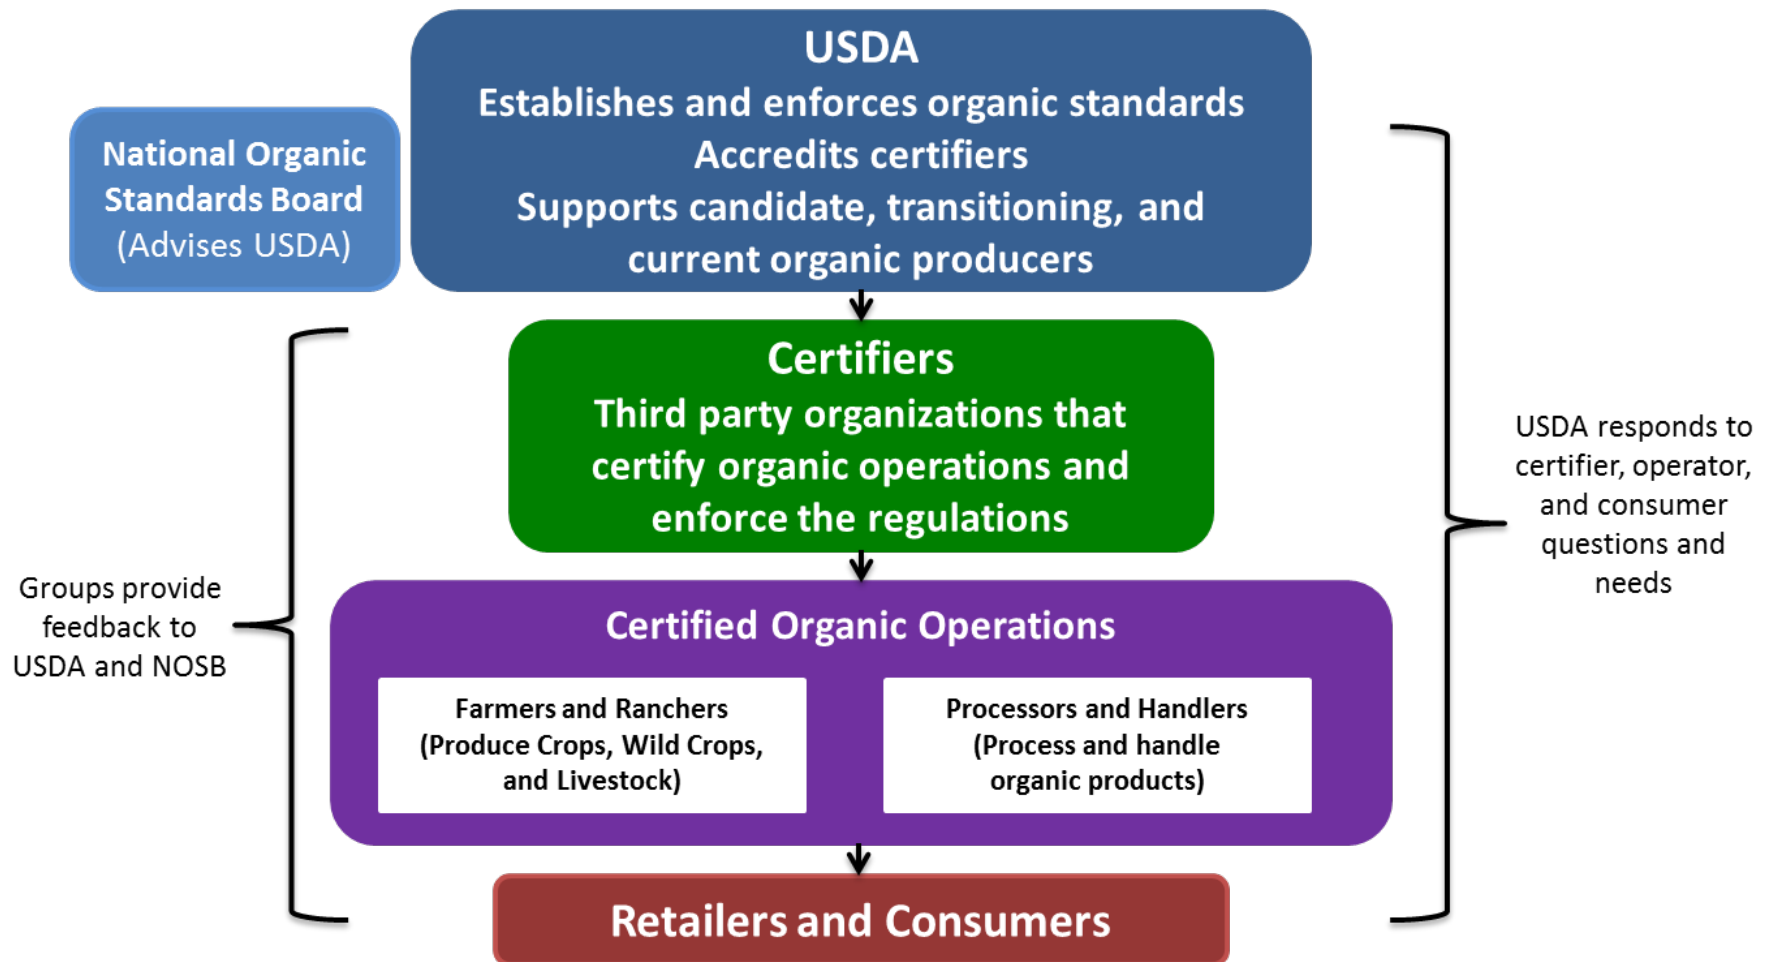 USDA
Establishes and enforces organic standards
Accredits certifiers
Supports candidate, transitioning, and
current organic producers
National Organic
Standards Board
(Advises USDA)
Certifiers
Third party organizations that
certify organic operations and
enforce the regulations
USDA responds to
certifier, operator,
and consumer
questions and
needs
Groups provide
feedback to
USDA and NOSB
Certified Organic Operations
Farmers and Ranchers
(Produce Crops, Wild Crops,
and Livestock)
Processors and Handlers
(Process and handle
organic products)
Retailers and Consumers